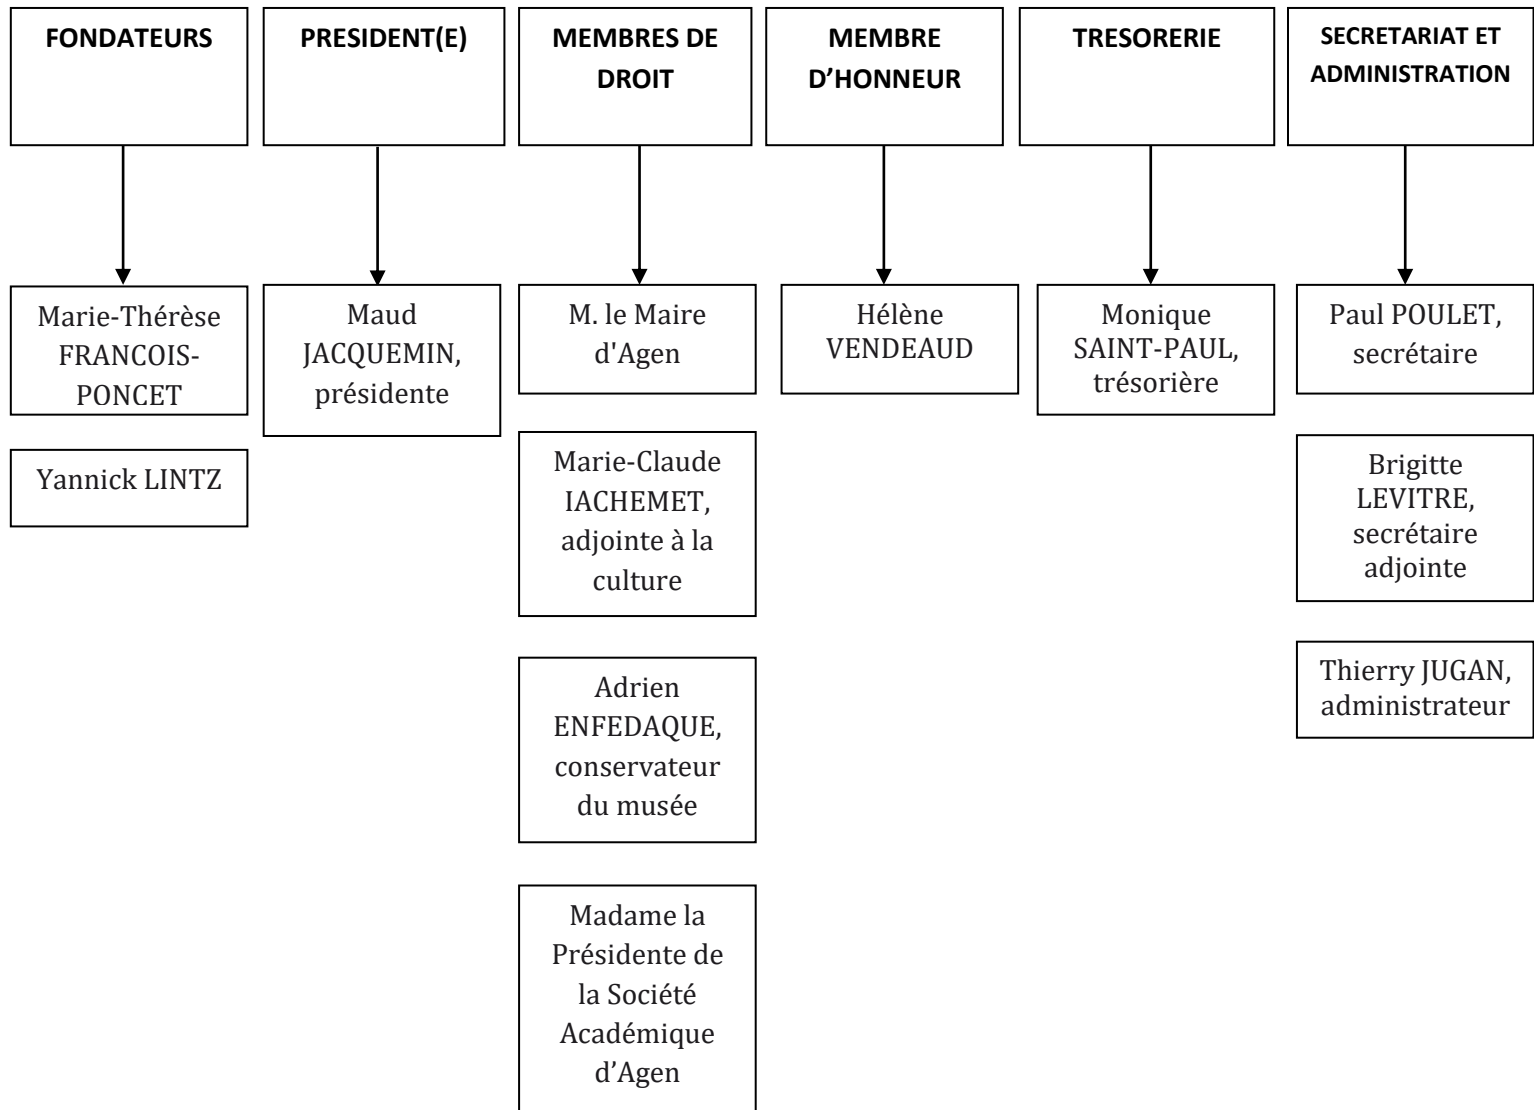 FONDATEURS
PRESIDENT(E)
MEMBRES DE
DROIT
MEMBRE
D’HONNEUR
TRESORERIE
SECRETARIAT ET
ADMINISTRATION
Marie-Thérèse
FRANCOIS-
PONCET
Yannick LINTZ
Maud
JACQUEMIN,
présidente
M. le Maire
d'Agen
Marie-Claude
IACHEMET,
adjointe à la
culture
Adrien
ENFEDAQUE,
conservateur
du musée
Madame la
Présidente de
la Société
Académique
d’Agen
Hélène
VENDEAUD
Monique
SAINT-PAUL,
trésorière
Paul POULET,
secrétaire
Brigitte
LEVITRE,
secrétaire
adjointe
Thierry JUGAN,
administrateur